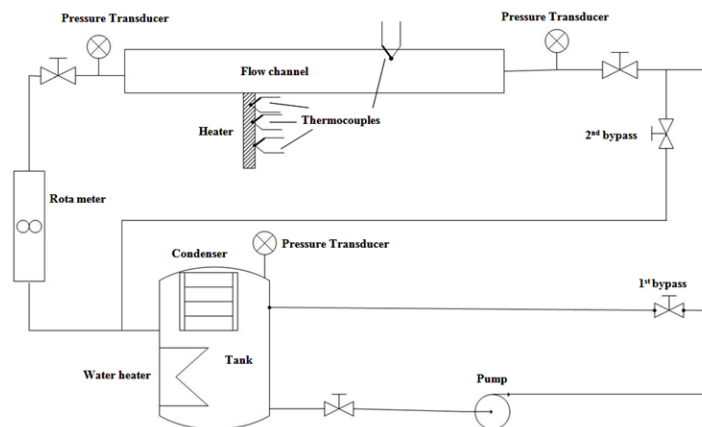 Pressure Transducer
Pressure Transducer
Flow channel
Thermocouples
Heater
2nd bypass
Rota meter
Condenser
Pressure Transducer
1st bypass
Tank
Water heater
Pump